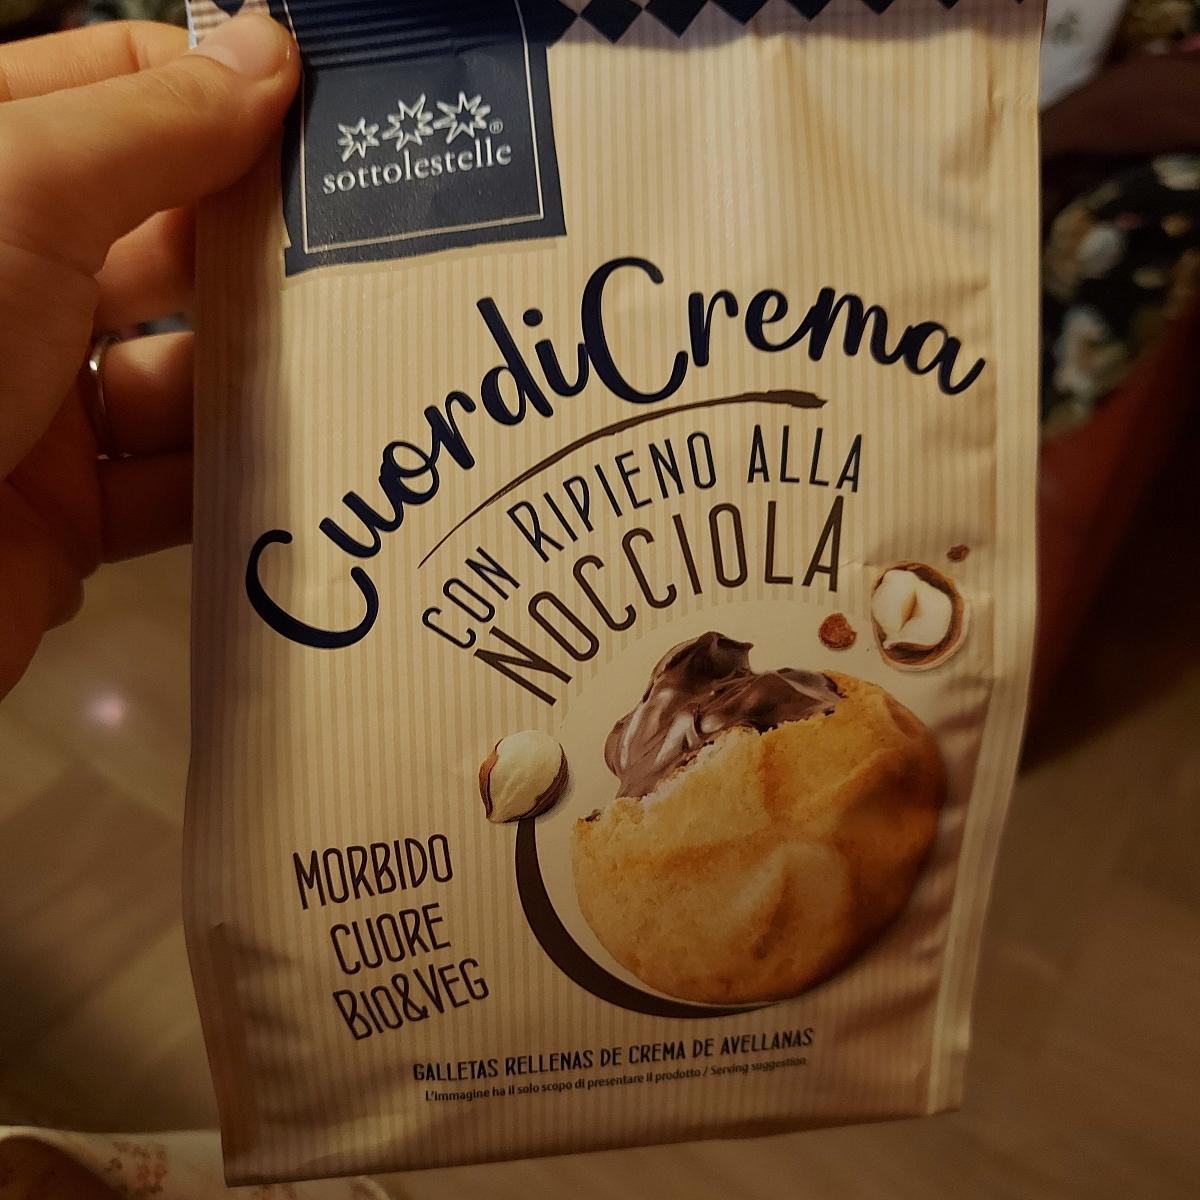 sottolestelle®
CuordiCrema
CON RIPIENO ALLA
NOCCIOLA
MORBIDO
CUORE
BIO&VEG
GALLETAS RELLENAS DE CREMA DE AVELLANAS
L'immagine ha il solo scopo di presentare il prodotto / Serving suggestion